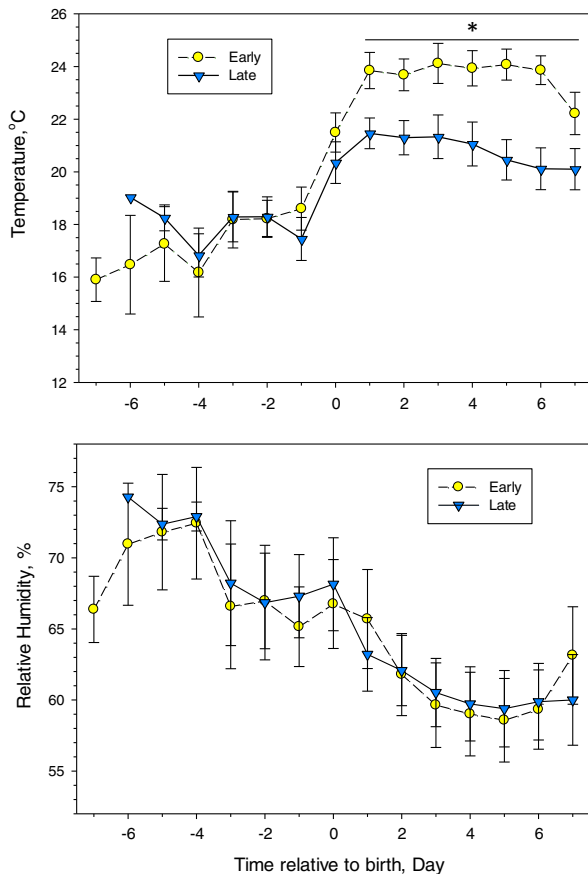 *
26
24
22
20
18
16
14
12
Temperature,°C
Early
Late
-6 -4 -2 0 2 4 6
75
70
65
60
55
Relative Humidity, %
Early
Late
-6 -4 -2 0 2 4 6
Time relative to birth, Day